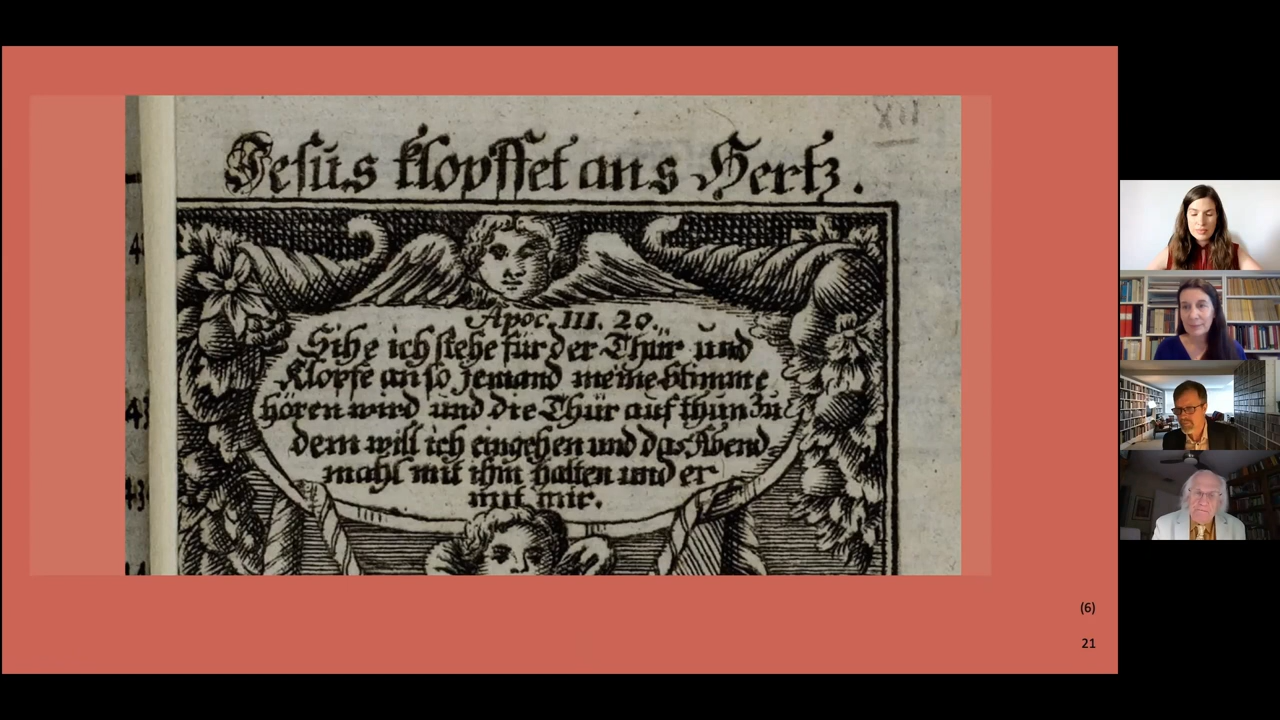 XII
Jesus klopffet ans Hertz.
Apoc. III. 20.
Sihe ich stehe für der Thür und
Klopfe an so jemand meine Stimme
hören wird und die Thür auf thun zu
dem will ich eingehen und das Abend
mahl mit ihm halten und er
mit mir.
(6)
21